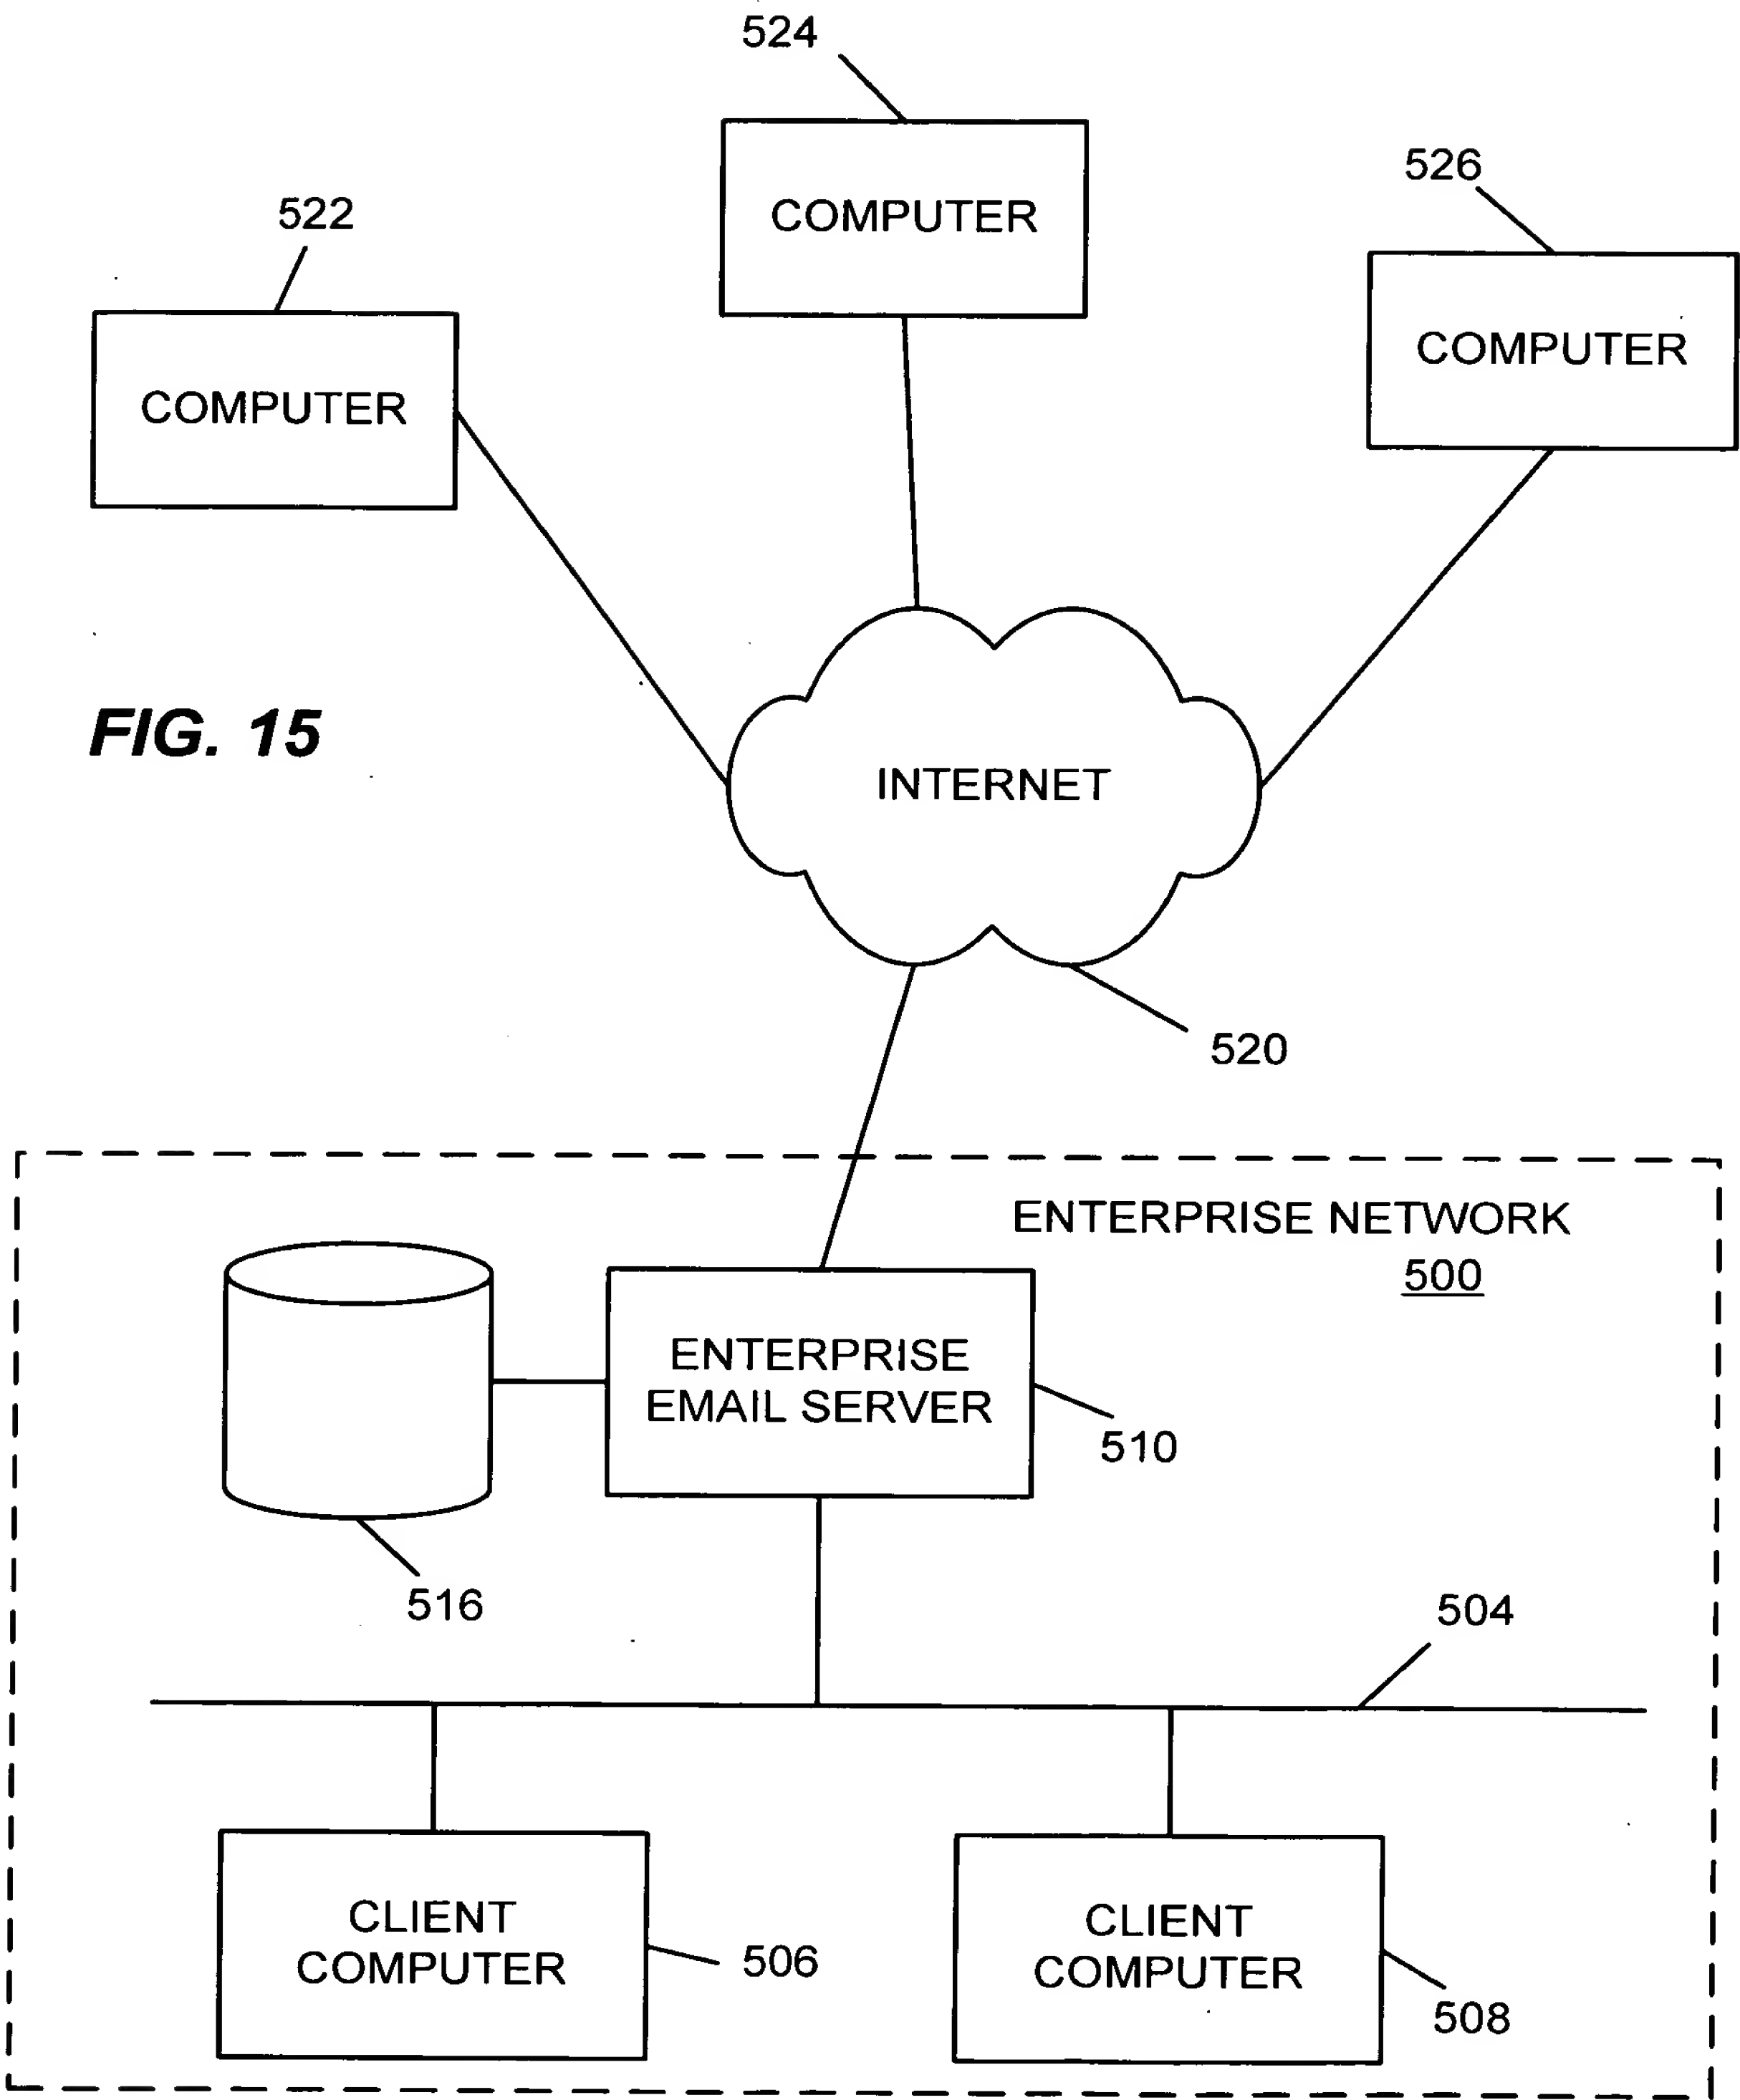 524
COMPUTER
526
COMPUTER
522
COMPUTER
FIG. 15
INTERNET
520
ENTERPRISE NETWORK
500
ENTERPRISE
EMAIL SERVER
510
516
504
CLIENT
COMPUTER
506
CLIENT
COMPUTER
508